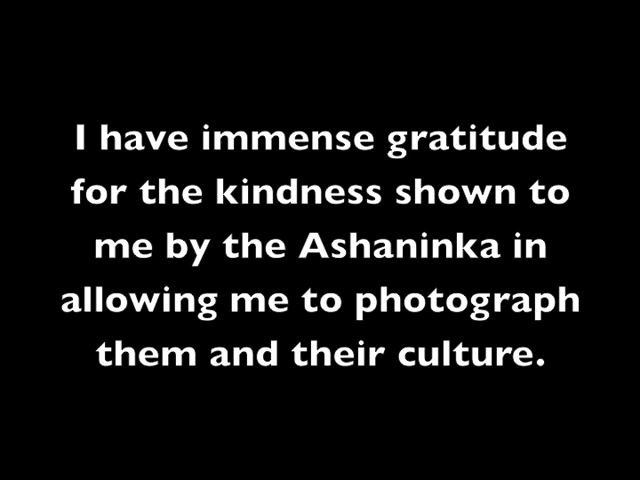 I have immense gratitude
for the kindness shown to
me by the Ashaninka in
allowing me to photograph
them and their culture.